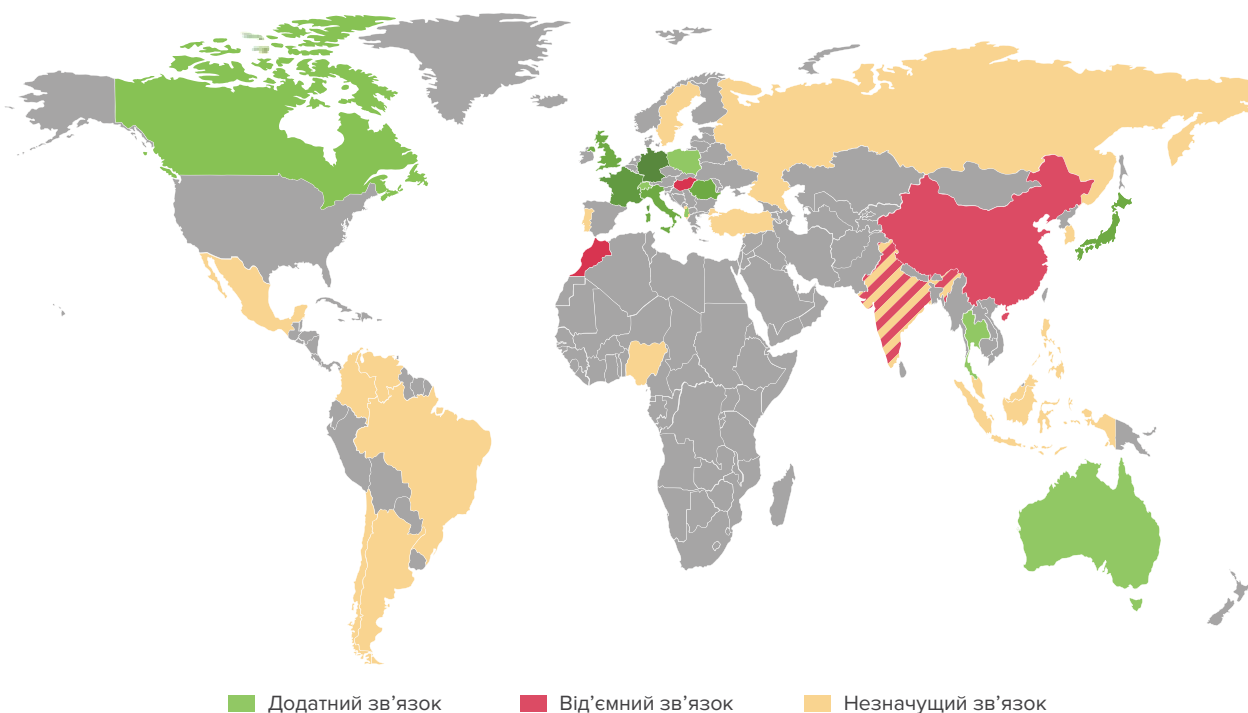 Додатний зв’язок
Від’ємний зв’язок
Незначущий зв’язок